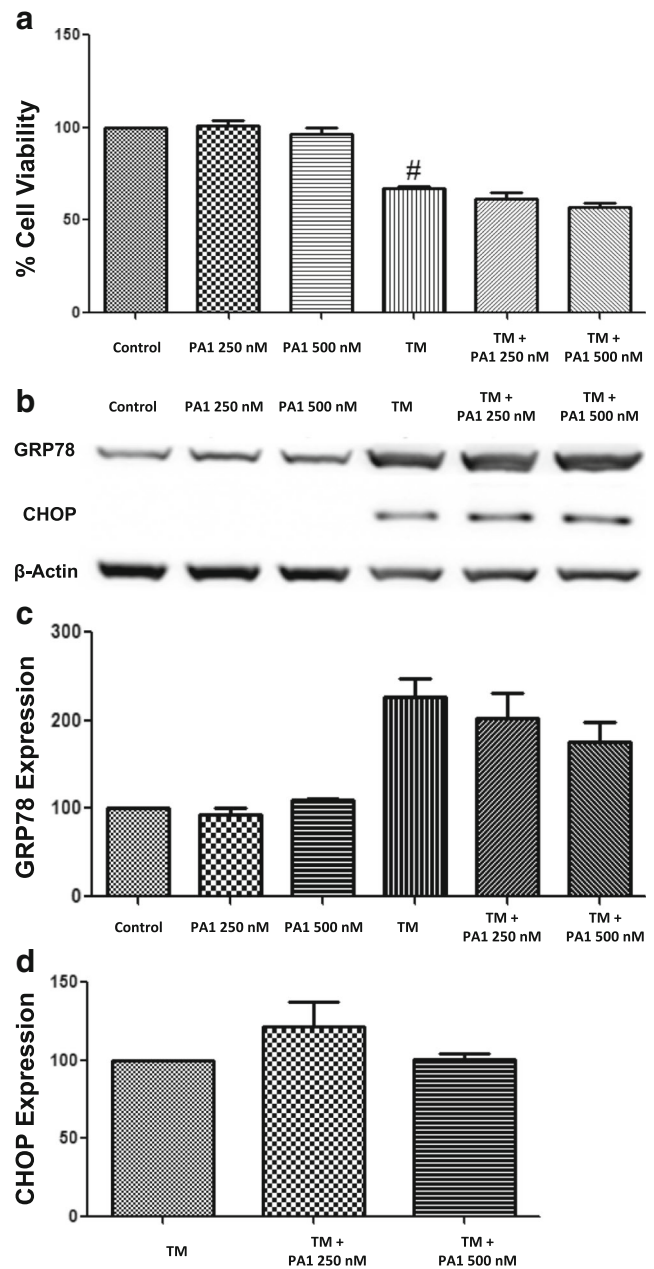 a
150
100
50
0
% Cell Viability
#
Control PA1 250 nM PA1 500 nM TM TM + PA1 250 nM TM + PA1 500 nM
b
Control PA1 250 nM PA1 500 nM TM TM + PA1 250 nM TM + PA1 500 nM
GRP78
CHOP
β-Actin
c
300
200
100
0
GRP78 Expression
Control PA1 250 nM PA1 500 nM TM TM + PA1 250 nM TM + PA1 500 nM
d
150
100
50
0
CHOP Expression
TM TM + PA1 250 nM TM + PA1 500 nM